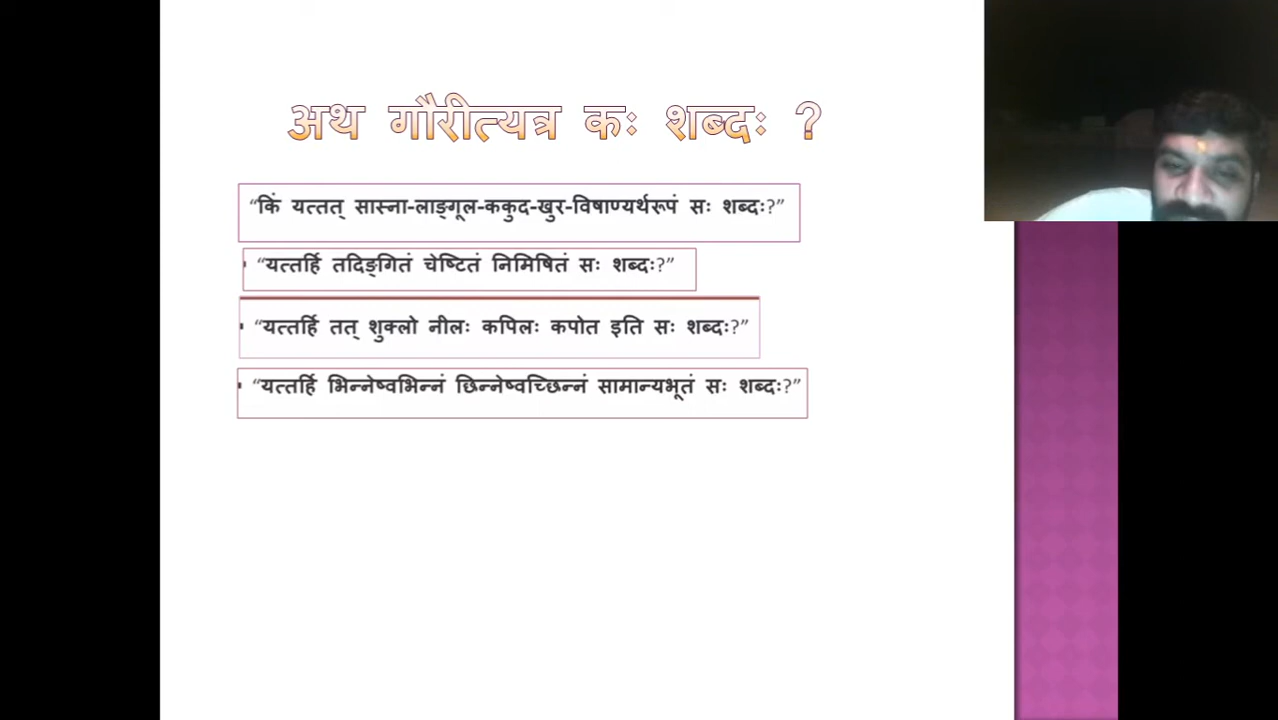 अथ गौरीत्यत्र कः शब्दः ?
“किं यत्तत् सास्ना-लाङ्गूल-ककुद-खुर-विषाण्यर्थरूपं सः शब्दः?”
“यत्तर्हि तदिङ्गितं चेष्टितं निमिषितं सः शब्दः?”
“यत्तर्हि तत् शुक्लो नीलः कपिलः कपोत इति सः शब्दः?”
“यत्तर्हि भिन्नेष्वभिन्नं छिन्नेष्वच्छिन्नं सामान्यभूतं सः शब्दः?”